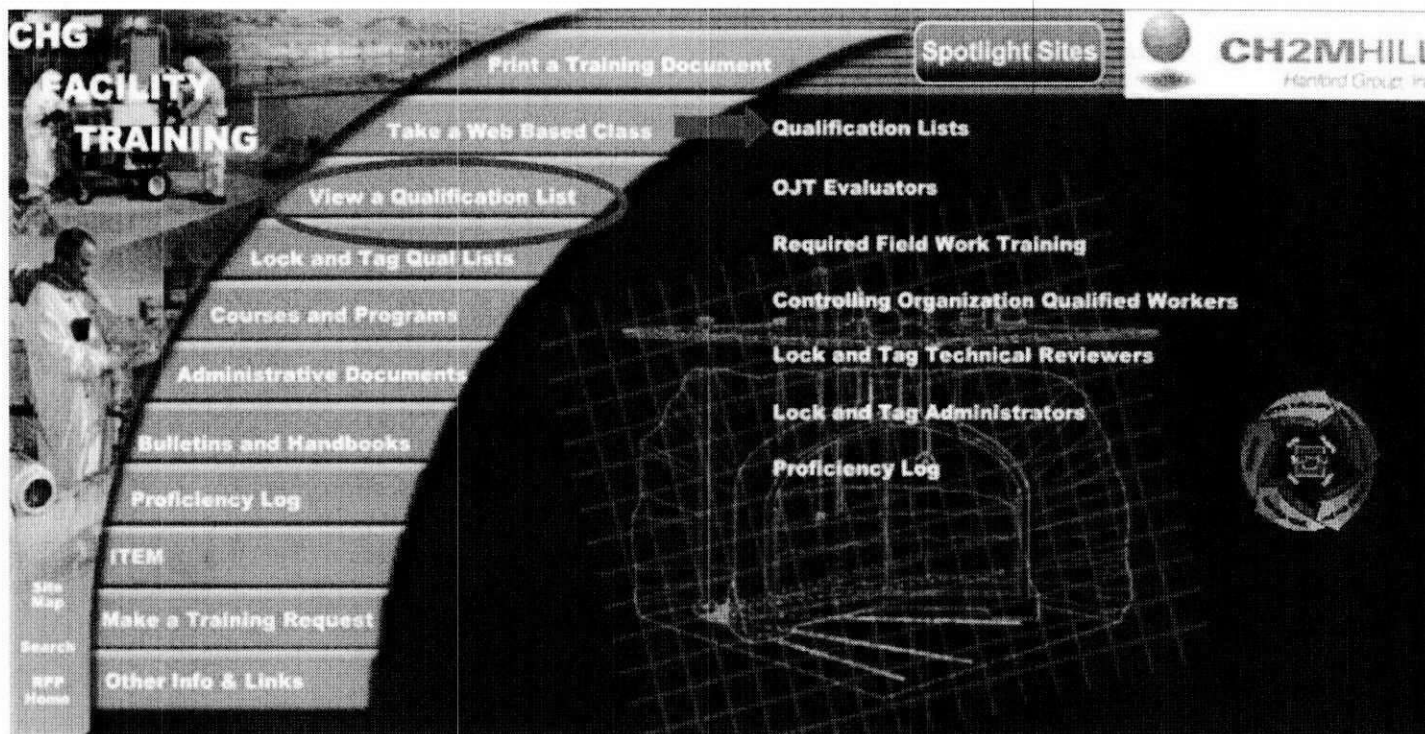 CHG
FACILITY
TRAINING
Print a Training Document
Take a Web Based Class
View a Qualification List
Lock and Tag Qual Lists
Courses and Programs
Administrative Documents
Bulletins and Handbooks
Proficiency Log
ITEM
Make a Training Request
Other Info & Links
Site
Map
Search
RPP
Home
Spotlight Sites
CH2MHILL
Hanford Group,
Qualification Lists
OJT Evaluators
Required Field Work Training
Controlling Organization Qualified Workers
Lock and Tag Technical Reviewers
Lock and Tag Administrators
Proficiency Log